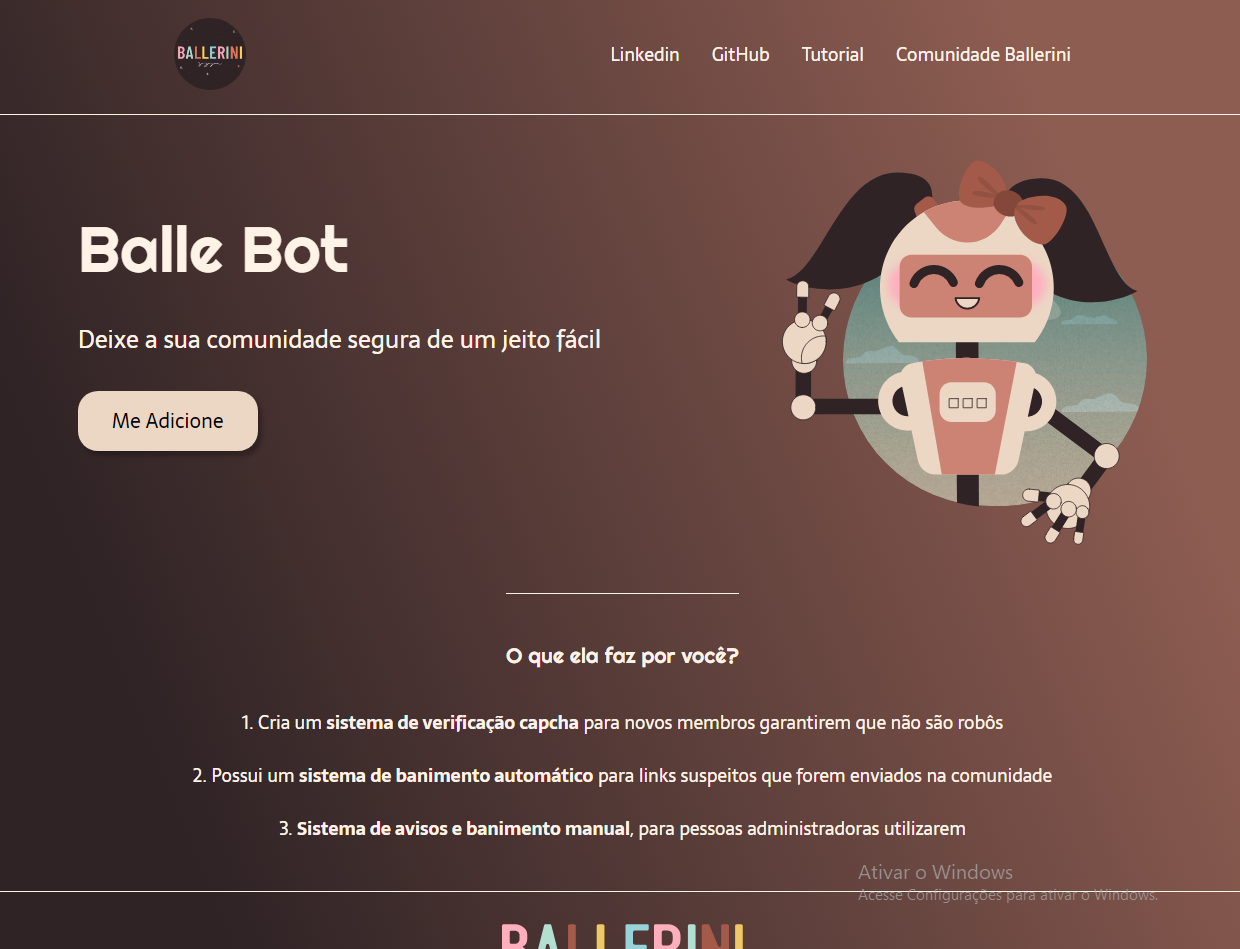 BALLERINI
Linkedin GitHub Tutorial Comunidade Ballerini
Balle Bot
Deixe a sua comunidade segura de um jeito fácil
Me Adicione
O que ela faz por você?
1. Cria um sistema de verificação capcha para novos membros garantirem que não são robôs
2. Possui um sistema de banimento automático para links suspeitos que forem enviados na comunidade
3. Sistema de avisos e banimento manual, para pessoas administradoras utilizarem
Ativar o Windows
Acesse Configurações para ativar o Windows.
BALLERINI